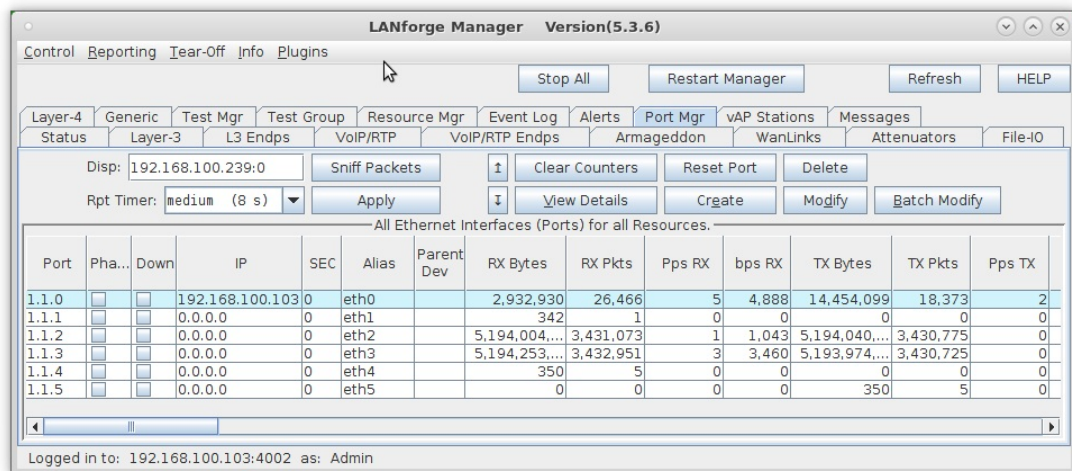 LANforge Manager Version(5.3.6)
Control Reporting Tear-Off Info Plugins
Stop All Restart Manager Refresh HELP
Layer-4 Generic Test Mgr Test Group Resource Mgr Event Log Alerts Port Mgr vAP Stations Messages
Status Layer-3 L3 Endps VoIP/RTP VoIP/RTP Endps Armageddon WanLinks Attenuators File-IO
Disp: 192.168.100.239:0 Sniff Packets ↥ Clear Counters Reset Port Delete
Rpt Timer: medium (8 s) Apply ↧ View Details Create Modify Batch Modify
All Ethernet Interfaces (Ports) for all Resources.
Port Pha... Down IP SEC Alias Parent Dev RX Bytes RX Pkts Pps RX bps RX TX Bytes TX Pkts Pps TX
1.1.0 192.168.100.103 0 eth0 2,932,930 26,466 5 4,888 14,454,099 18,373 2
1.1.1 0.0.0.0 0 eth1 342 1 0 0 0 0 0
1.1.2 0.0.0.0 0 eth2 5,194,004,... 3,431,073 1 1,043 5,194,040,... 3,430,775 0
1.1.3 0.0.0.0 0 eth3 5,194,253,... 3,432,951 3 3,460 5,193,974,... 3,430,725 0
1.1.4 0.0.0.0 0 eth4 350 5 0 0 0 0 0
1.1.5 0.0.0.0 0 eth5 0 0 0 0 350 5 0
Logged in to: 192.168.100.103:4002 as: Admin